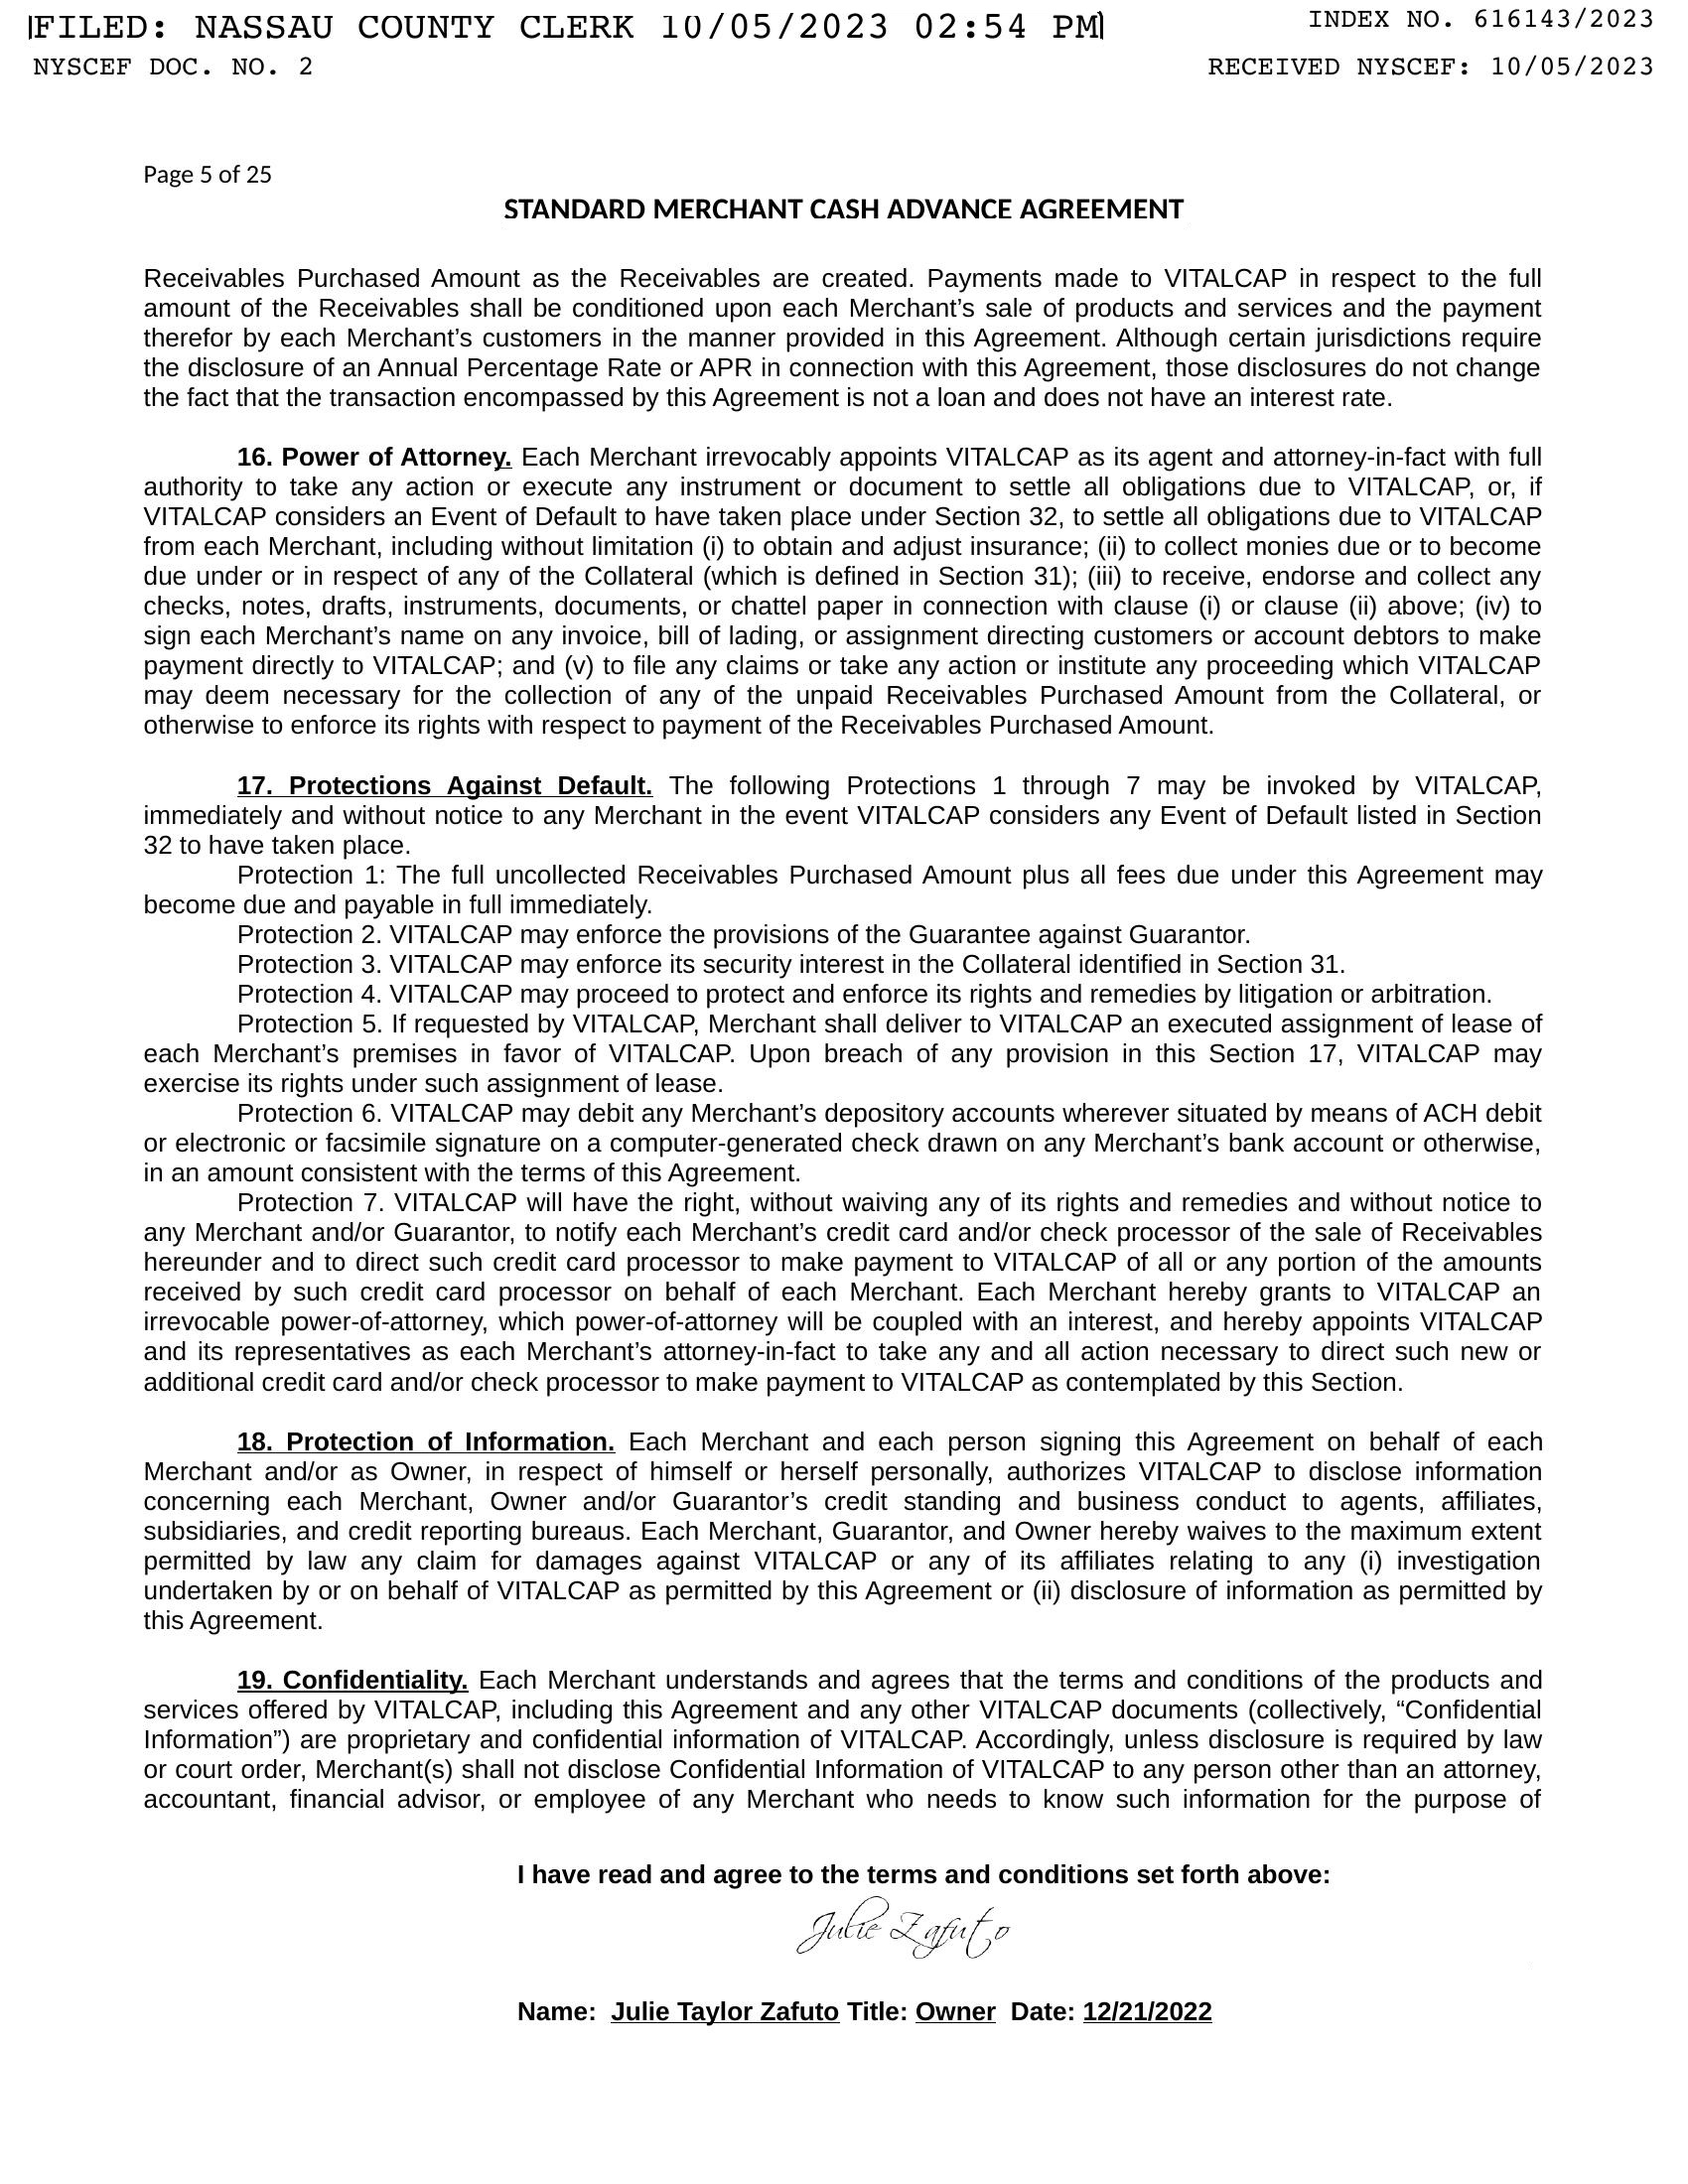 FILED: NASSAU COUNTY CLERK 10/05/2023 02:54 PM
INDEX NO. 616143/2023
NYSCEF DOC. NO. 2
RECEIVED NYSCEF: 10/05/2023
Page 5 of 25
STANDARD MERCHANT CASH ADVANCE AGREEMENT
Receivables Purchased Amount as the Receivables are created. Payments made to VITALCAP in respect to the full
amount of the Receivables shall be conditioned upon each Merchant’s sale of products and services and the payment
therefor by each Merchant’s customers in the manner provided in this Agreement. Although certain jurisdictions require
the disclosure of an Annual Percentage Rate or APR in connection with this Agreement, those disclosures do not change
the fact that the transaction encompassed by this Agreement is not a loan and does not have an interest rate.
16. Power of Attorney. Each Merchant irrevocably appoints VITALCAP as its agent and attorney-in-fact with full
authority to take any action or execute any instrument or document to settle all obligations due to VITALCAP, or, if
VITALCAP considers an Event of Default to have taken place under Section 32, to settle all obligations due to VITALCAP
from each Merchant, including without limitation (i) to obtain and adjust insurance; (ii) to collect monies due or to become
due under or in respect of any of the Collateral (which is defined in Section 31); (iii) to receive, endorse and collect any
checks, notes, drafts, instruments, documents, or chattel paper in connection with clause (i) or clause (ii) above; (iv) to
sign each Merchant’s name on any invoice, bill of lading, or assignment directing customers or account debtors to make
payment directly to VITALCAP; and (v) to file any claims or take any action or institute any proceeding which VITALCAP
may deem necessary for the collection of any of the unpaid Receivables Purchased Amount from the Collateral, or
otherwise to enforce its rights with respect to payment of the Receivables Purchased Amount.
17. Protections Against Default. The following Protections 1 through 7 may be invoked by VITALCAP,
immediately and without notice to any Merchant in the event VITALCAP considers any Event of Default listed in Section
32 to have taken place.
Protection 1: The full uncollected Receivables Purchased Amount plus all fees due under this Agreement may
become due and payable in full immediately.
Protection 2. VITALCAP may enforce the provisions of the Guarantee against Guarantor.
Protection 3. VITALCAP may enforce its security interest in the Collateral identified in Section 31.
Protection 4. VITALCAP may proceed to protect and enforce its rights and remedies by litigation or arbitration.
Protection 5. If requested by VITALCAP, Merchant shall deliver to VITALCAP an executed assignment of lease of
each Merchant’s premises in favor of VITALCAP. Upon breach of any provision in this Section 17, VITALCAP may
exercise its rights under such assignment of lease.
Protection 6. VITALCAP may debit any Merchant’s depository accounts wherever situated by means of ACH debit
or electronic or facsimile signature on a computer-generated check drawn on any Merchant’s bank account or otherwise,
in an amount consistent with the terms of this Agreement.
Protection 7. VITALCAP will have the right, without waiving any of its rights and remedies and without notice to
any Merchant and/or Guarantor, to notify each Merchant’s credit card and/or check processor of the sale of Receivables
hereunder and to direct such credit card processor to make payment to VITALCAP of all or any portion of the amounts
received by such credit card processor on behalf of each Merchant. Each Merchant hereby grants to VITALCAP an
irrevocable power-of-attorney, which power-of-attorney will be coupled with an interest, and hereby appoints VITALCAP
and its representatives as each Merchant’s attorney-in-fact to take any and all action necessary to direct such new or
additional credit card and/or check processor to make payment to VITALCAP as contemplated by this Section.
18. Protection of Information. Each Merchant and each person signing this Agreement on behalf of each
Merchant and/or as Owner, in respect of himself or herself personally, authorizes VITALCAP to disclose information
concerning each Merchant, Owner and/or Guarantor’s credit standing and business conduct to agents, affiliates,
subsidiaries, and credit reporting bureaus. Each Merchant, Guarantor, and Owner hereby waives to the maximum extent
permitted by law any claim for damages against VITALCAP or any of its affiliates relating to any (i) investigation
undertaken by or on behalf of VITALCAP as permitted by this Agreement or (ii) disclosure of information as permitted by
this Agreement.
19. Confidentiality. Each Merchant understands and agrees that the terms and conditions of the products and
services offered by VITALCAP, including this Agreement and any other VITALCAP documents (collectively, “Confidential
Information”) are proprietary and confidential information of VITALCAP. Accordingly, unless disclosure is required by law
or court order, Merchant(s) shall not disclose Confidential Information of VITALCAP to any person other than an attorney,
accountant, financial advisor, or employee of any Merchant who needs to know such information for the purpose of
I have read and agree to the terms and conditions set forth above:
Julie Zafuto
Name: Julie Taylor Zafuto Title: Owner Date: 12/21/2022